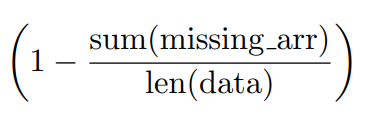 (1 − sum(missing_arr) / len(data))